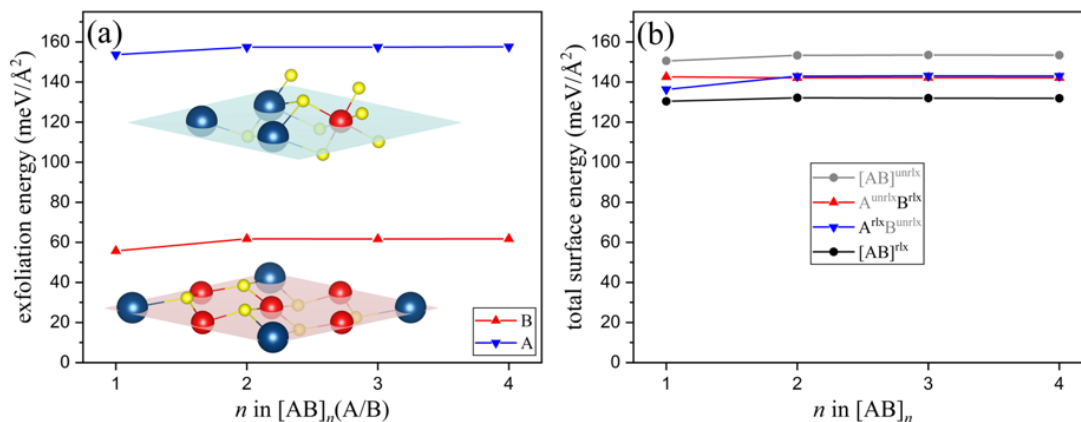 (a)
exfoliation energy (meV/Å²)
160
140
120
100
80
60
40
20
0
1 2 3 4
n in [AB]ₙ(A/B)
B
A
(b)
total surface energy (meV/Å²)
160
140
120
100
80
60
40
20
0
1 2 3 4
n in [AB]ₙ
[AB]ᵘⁿʳˡˣ
AᵘⁿʳˡˣBʳˡˣ
AʳˡˣBᵘⁿʳˡˣ
[AB]ʳˡˣ